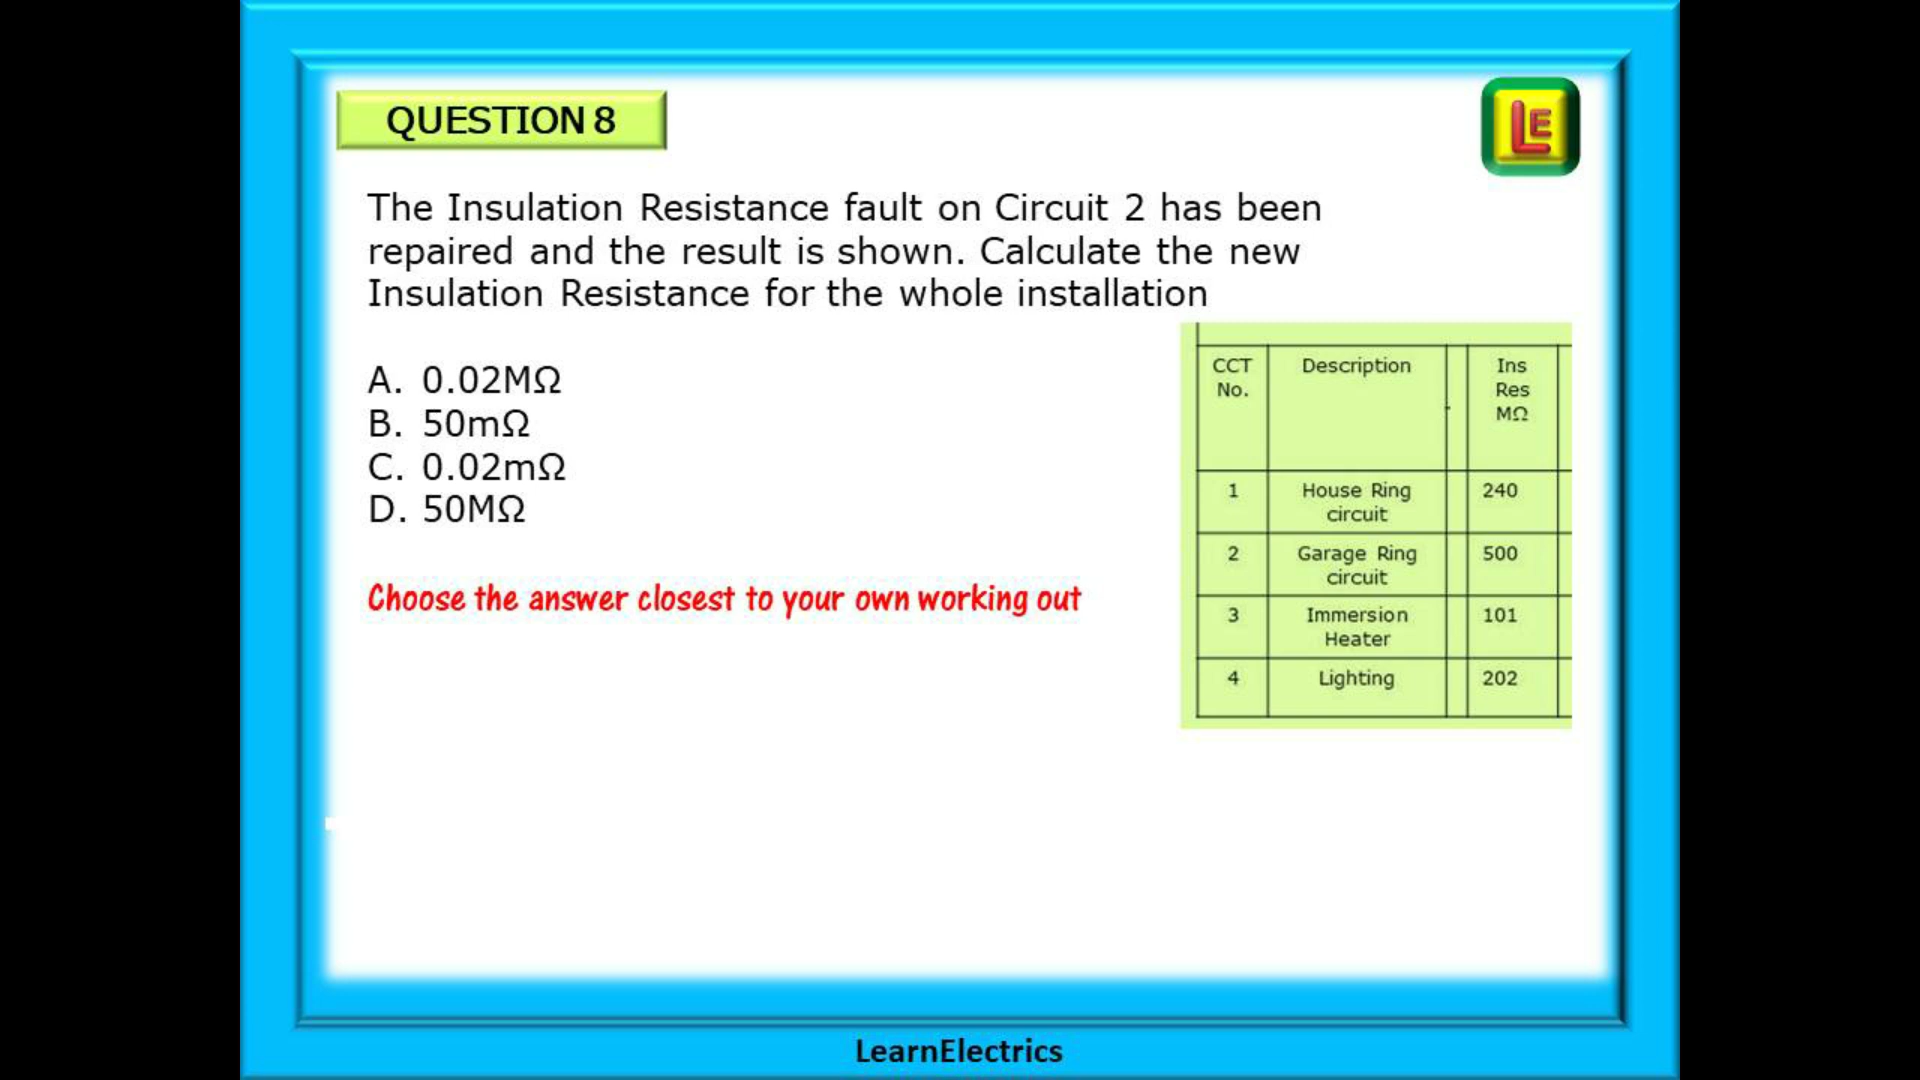 QUESTION 8
LE
The Insulation Resistance fault on Circuit 2 has been
repaired and the result is shown. Calculate the new
Insulation Resistance for the whole installation
A. 0.02MΩ
B. 50mΩ
C. 0.02mΩ
D. 50MΩ
Choose the answer closest to your own working out
CCT No. Description Ins Res MΩ
1 House Ring circuit 240
2 Garage Ring circuit 500
3 Immersion Heater 101
4 Lighting 202
LearnElectrics